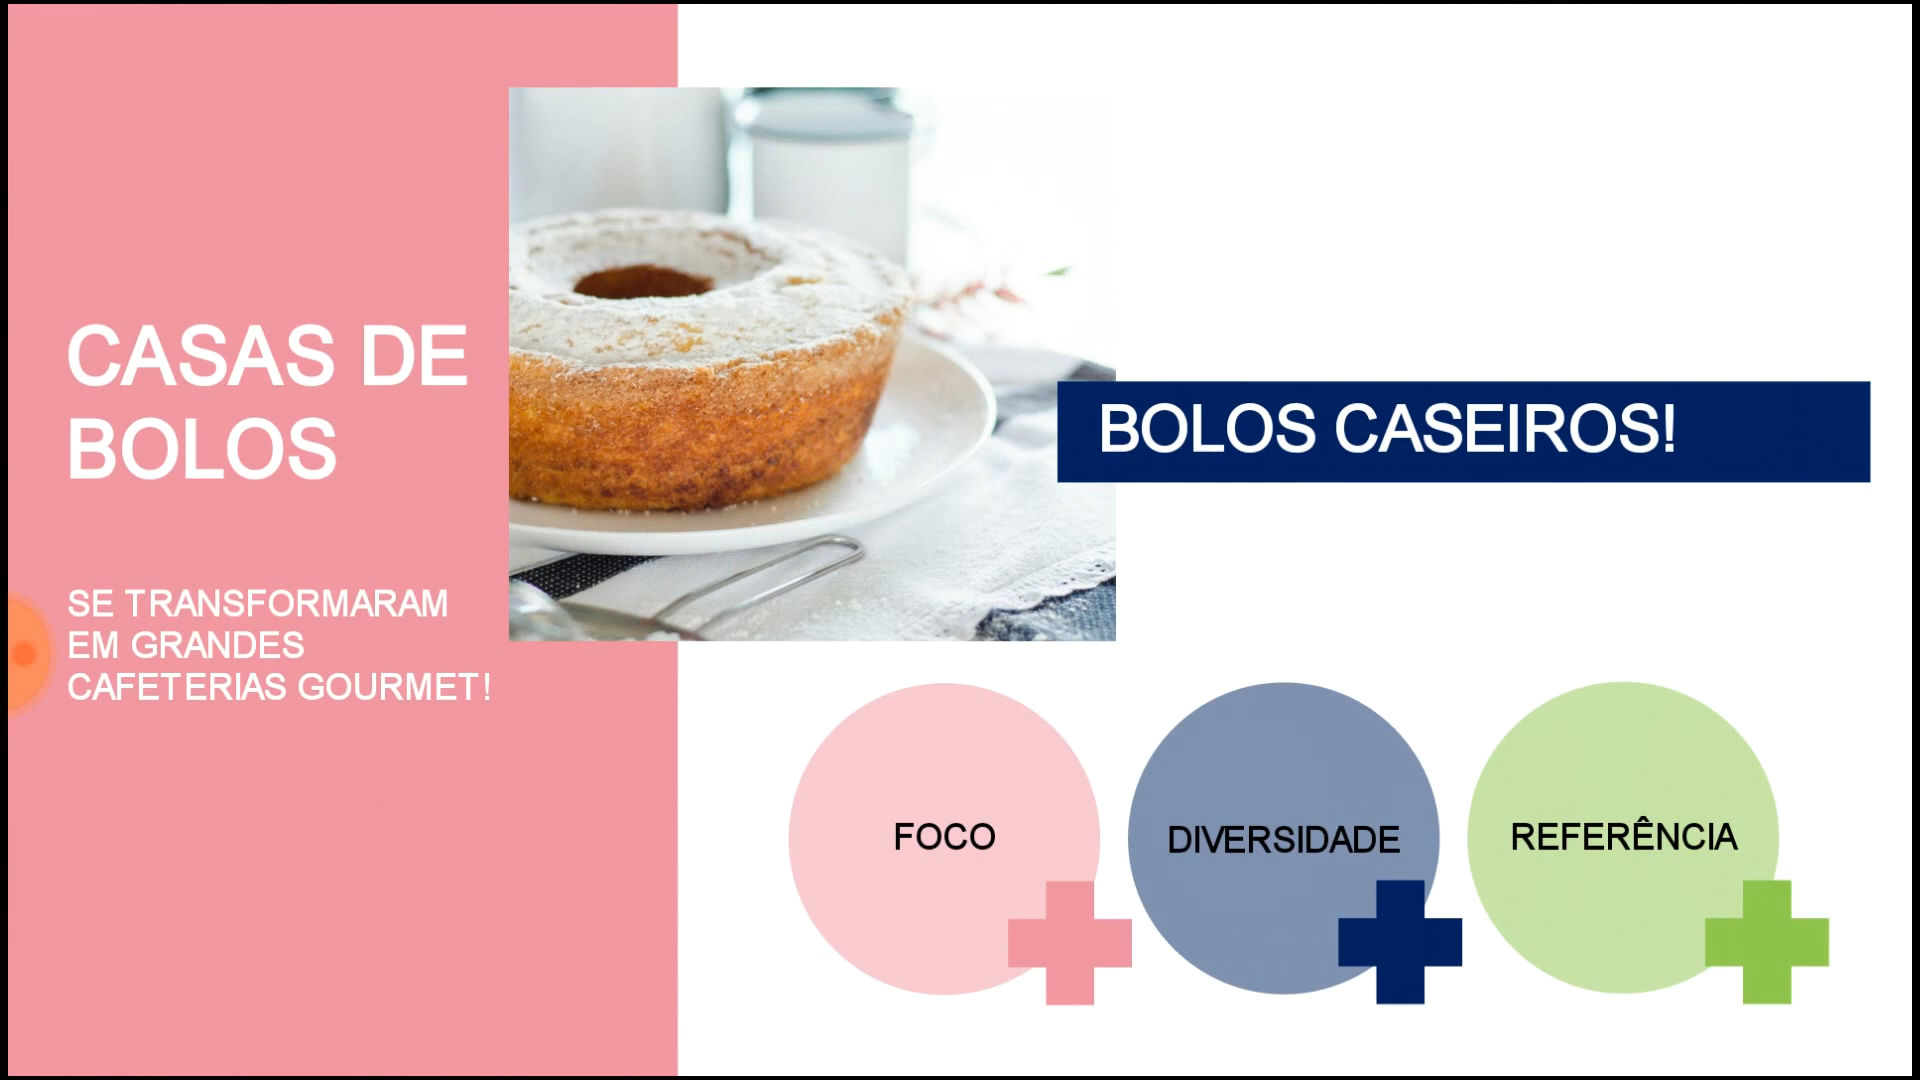 CASAS DE
BOLOS
SE TRANSFORMARAM
EM GRANDES
CAFETERIAS GOURMET!
BOLOS CASEIROS!
FOCO
DIVERSIDADE
REFERÊNCIA